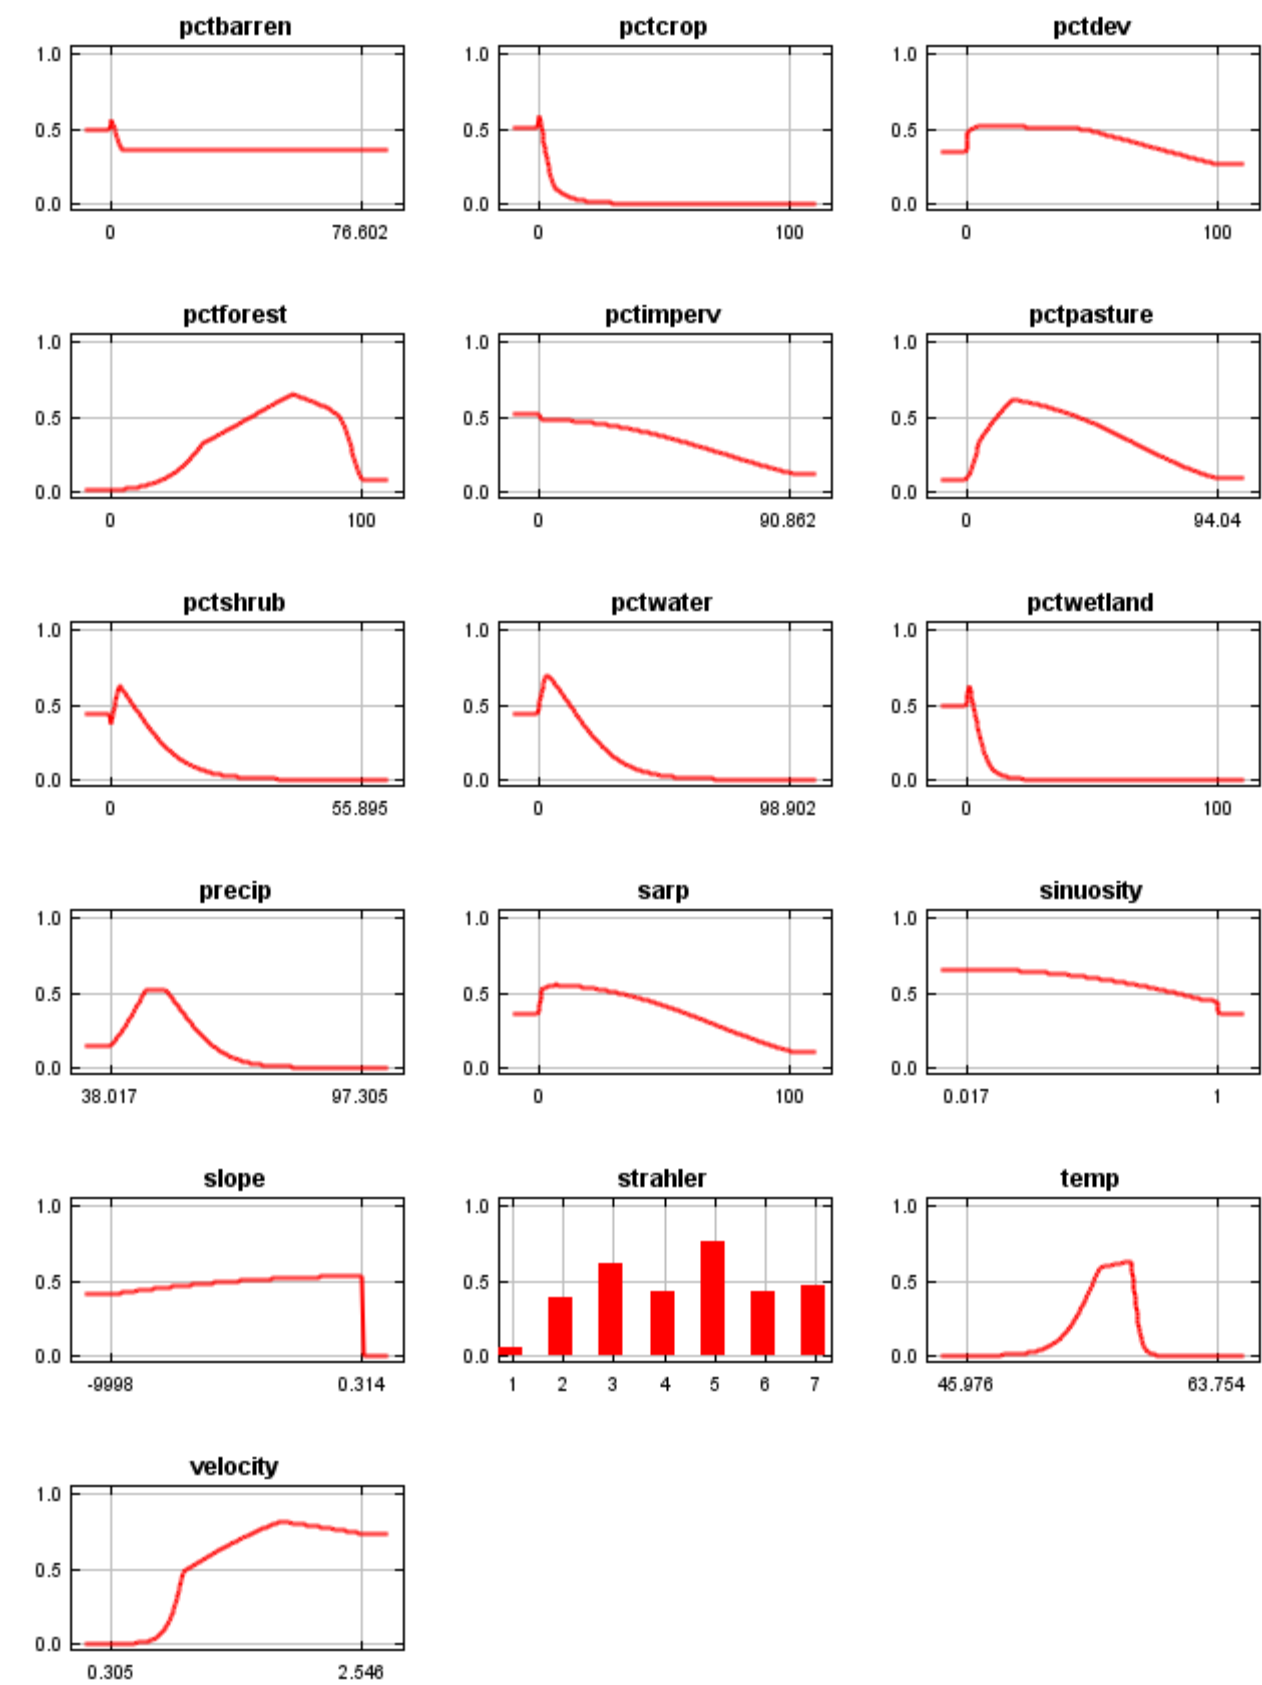 pctbarren pctcrop pctdev
1.0 1.0 1.0
0.5 0.5 0.5
0.0 0.0 0.0
0 76.602 0 100 0 100
pctforest pctimperv pctpasture
1.0 1.0 1.0
0.5 0.5 0.5
0.0 0.0 0.0
0 100 0 90.862 0 94.04
pctshrub pctwater pctwetland
1.0 1.0 1.0
0.5 0.5 0.5
0.0 0.0 0.0
0 55.895 0 98.902 0 100
precip sarp sinuosity
1.0 1.0 1.0
0.5 0.5 0.5
0.0 0.0 0.0
38.017 97.305 0 100 0.017 1
slope strahler temp
1.0 1.0 1.0
0.5 0.5 0.5
0.0 0.0 0.0
-9998 0.314 1 2 3 4 5 6 7 45.976 63.754
velocity
1.0
0.5
0.0
0.305 2.546